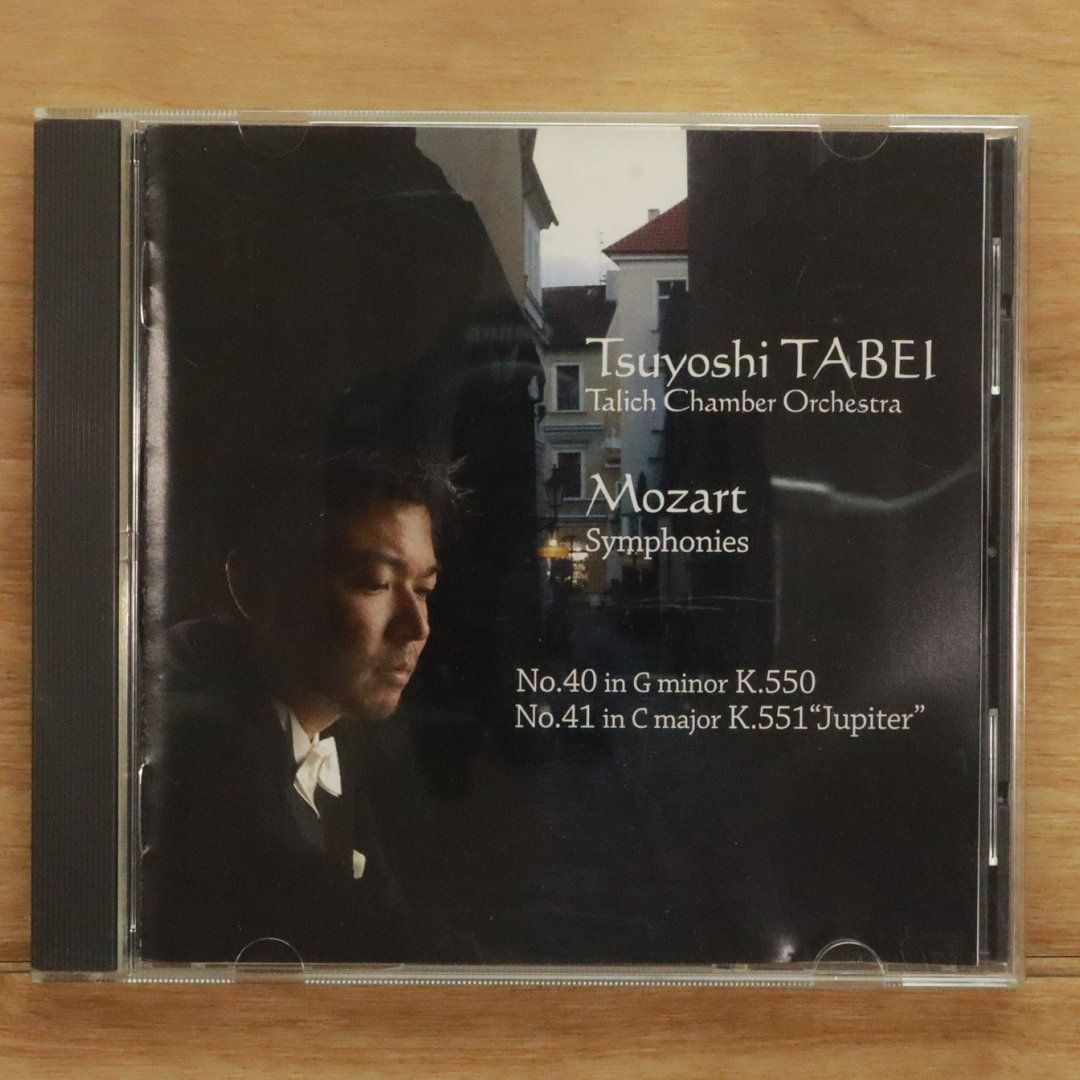 Tsuyoshi TABEI
Talich Chamber Orchestra
Mozart
Symphonies
No.40 in G minor K.550
No.41 in C major K.551“Jupiter”